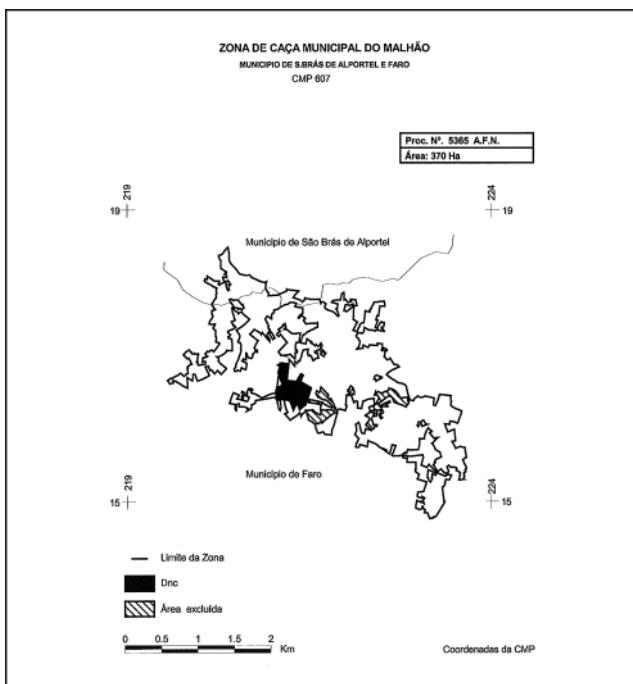 ZONA DE CAÇA MUNICIPAL DO MALHÃO
MUNICIPIO DE S.BRÁS DE ALPORTEL E FARO
CMP 607
Proc. Nº. 5365 A.F.N.
Área: 370 Ha
219
224
19
19
Municipio de São Brás de Alportel
Municipio de Faro
219
224
15
15
Limite da Zona
Dnc
Área excluída
0 0.5 1 1.5 2
Km
Coordenadas da CMP